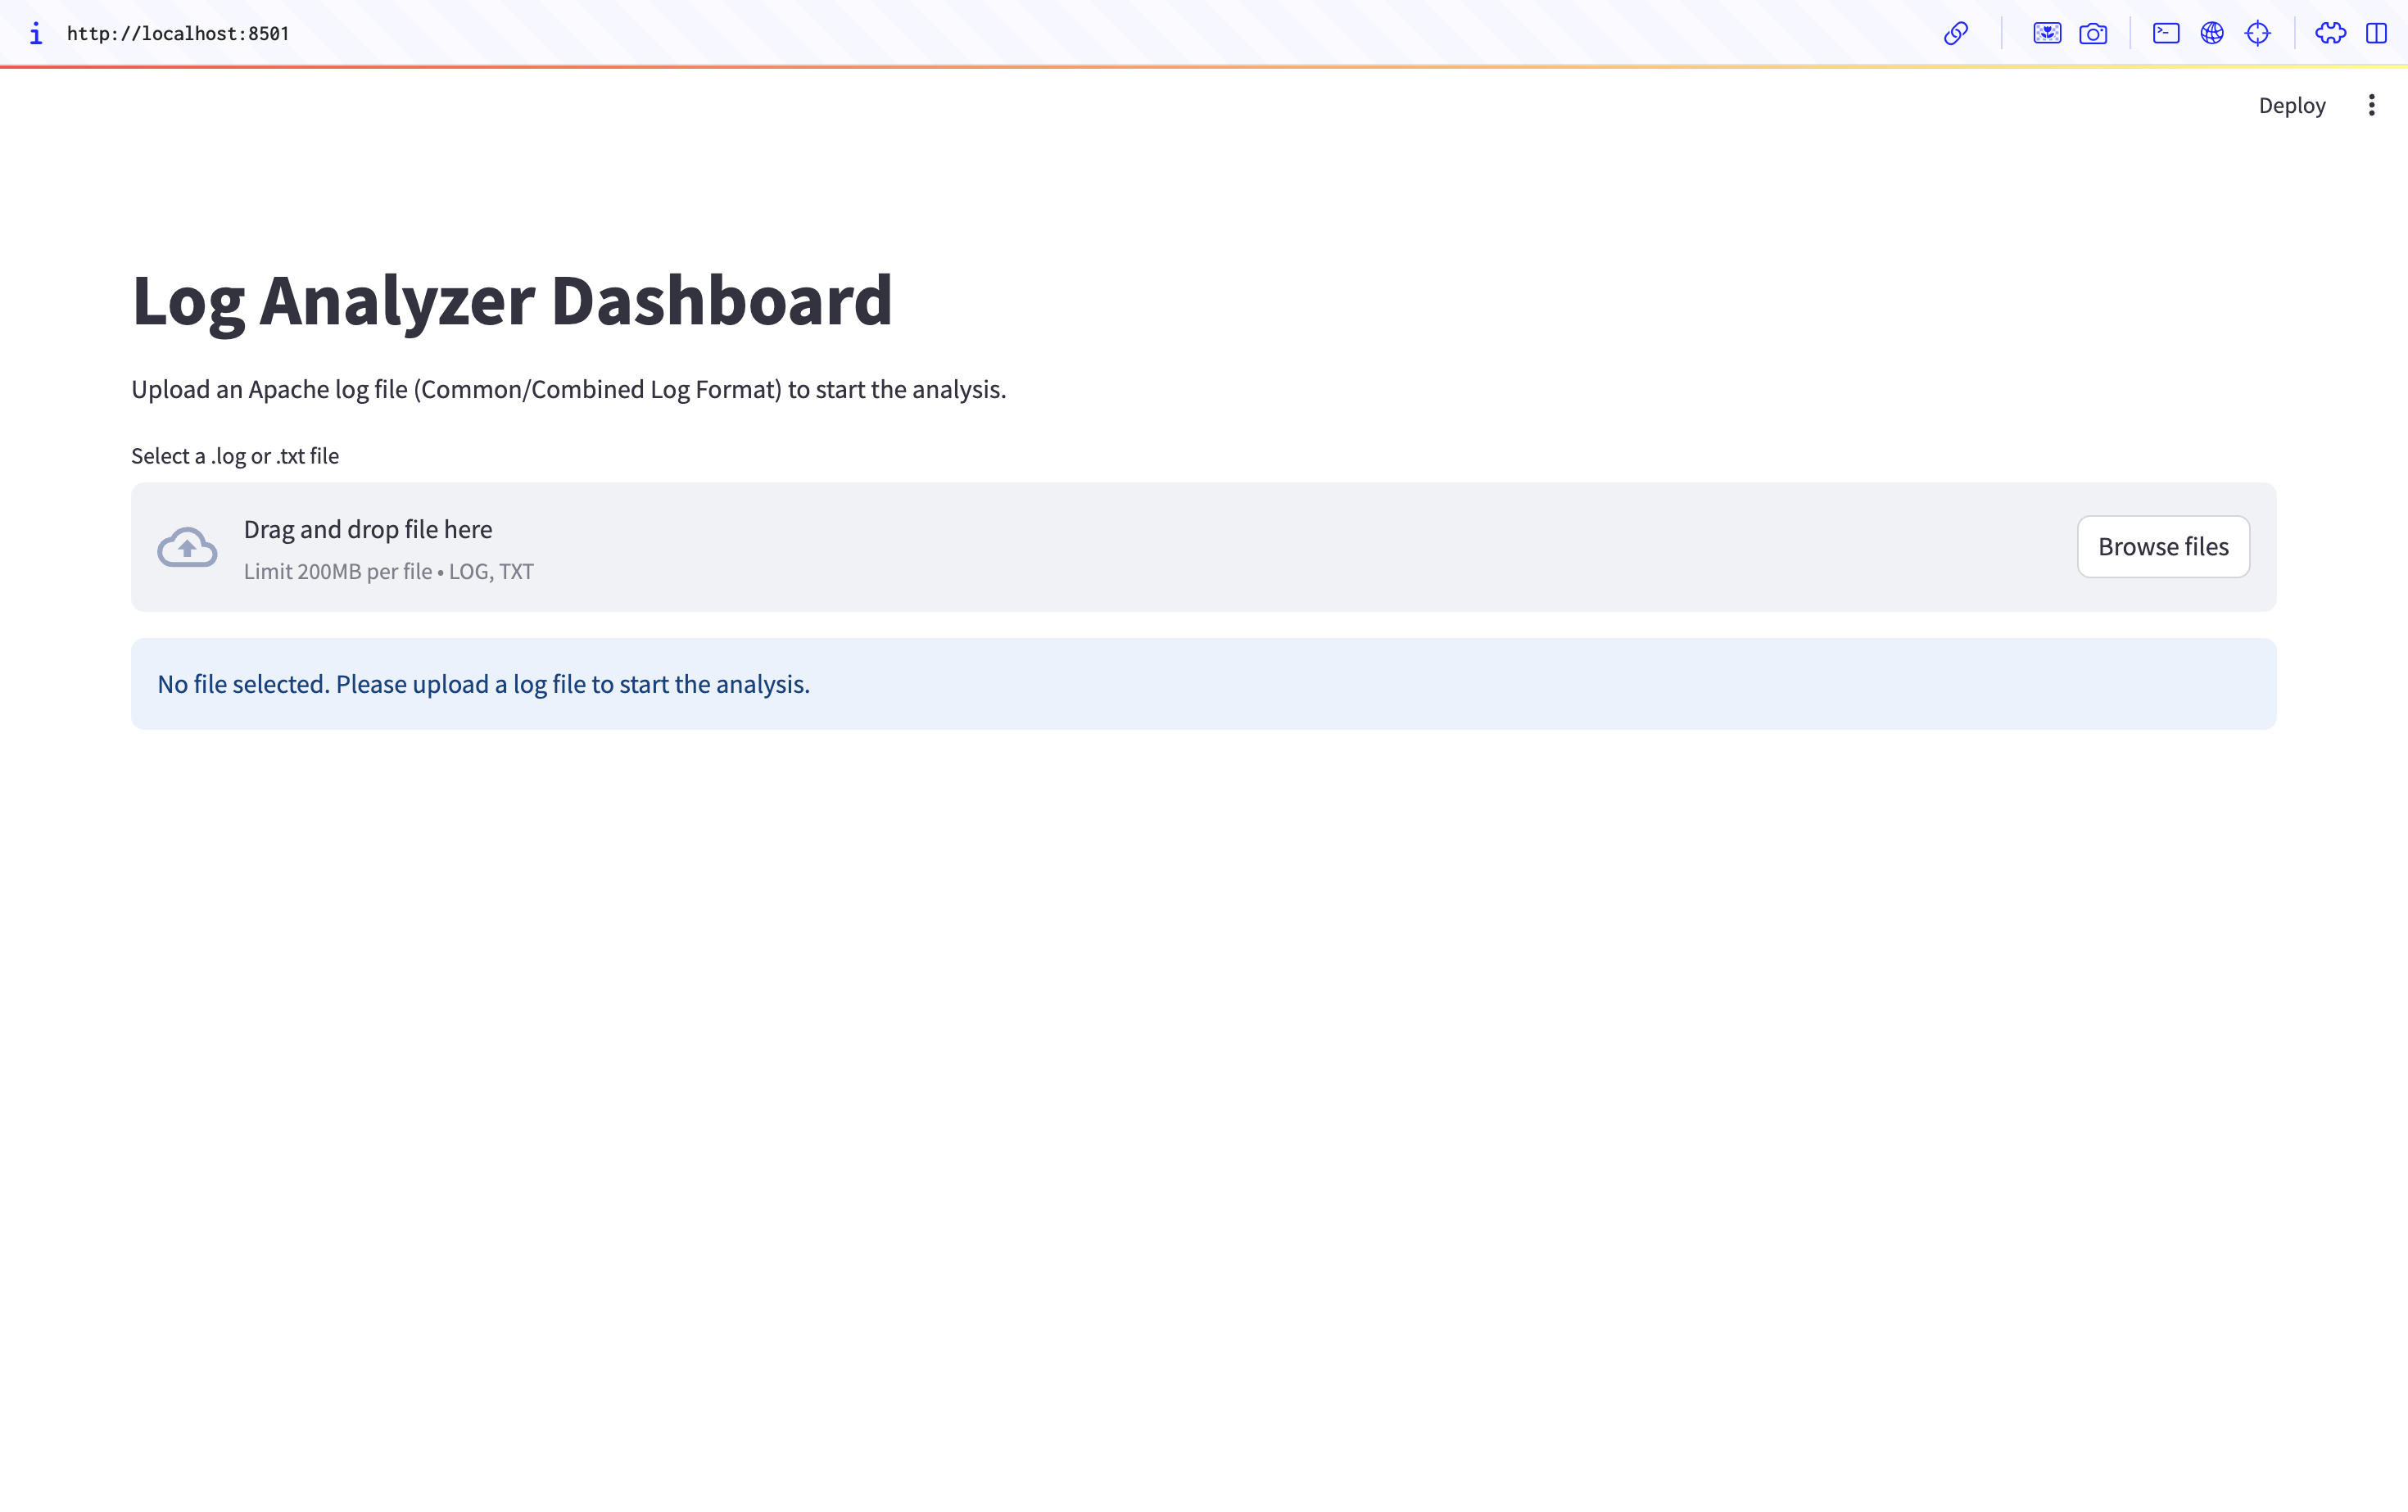 http://localhost:8501
Deploy
Log Analyzer Dashboard
Upload an Apache log file (Common/Combined Log Format) to start the analysis.
Select a .log or .txt file
Drag and drop file here
Limit 200MB per file • LOG, TXT
Browse files
No file selected. Please upload a log file to start the analysis.